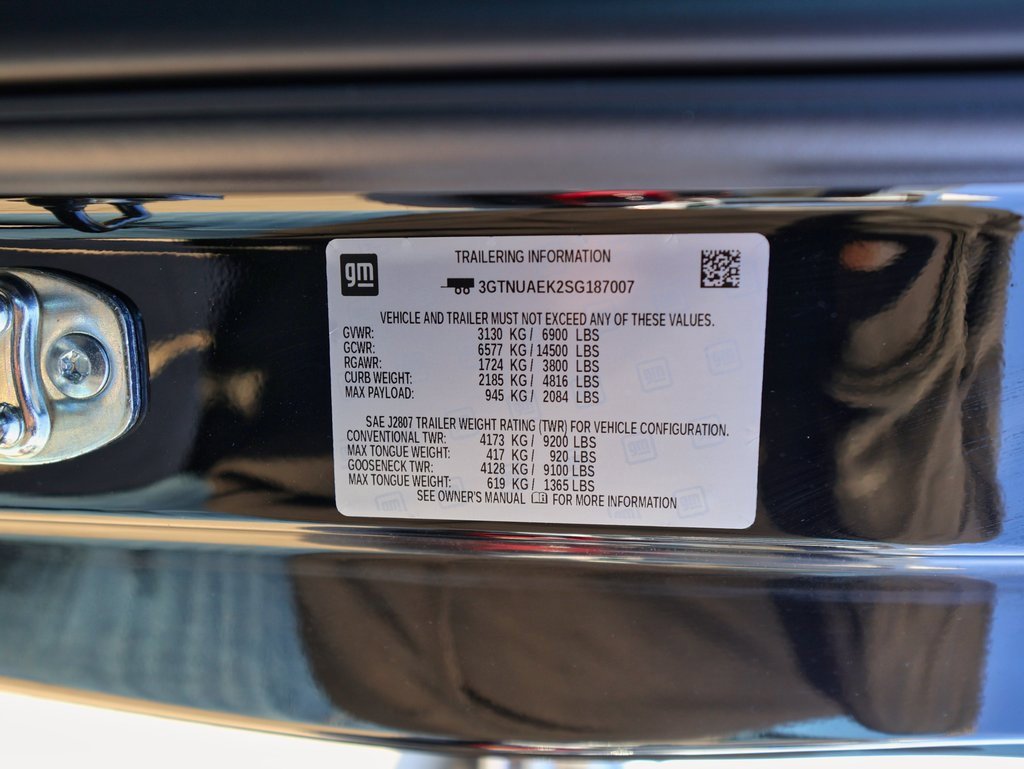 gm
TRAILERING INFORMATION
3GTNUAEK2SG187007
VEHICLE AND TRAILER MUST NOT EXCEED ANY OF THESE VALUES.
GVWR: 3130 KG / 6900 LBS
GCWR: 6577 KG / 14500 LBS
RGAWR: 1724 KG / 3800 LBS
CURB WEIGHT: 2185 KG / 4816 LBS
MAX PAYLOAD: 945 KG / 2084 LBS
SAE J2807 TRAILER WEIGHT RATING (TWR) FOR VEHICLE CONFIGURATION.
CONVENTIONAL TWR: 4173 KG / 9200 LBS
MAX TONGUE WEIGHT: 417 KG / 920 LBS
GOOSENECK TWR: 4128 KG / 9100 LBS
MAX TONGUE WEIGHT: 619 KG / 1365 LBS
SEE OWNER'S MANUAL FOR MORE INFORMATION